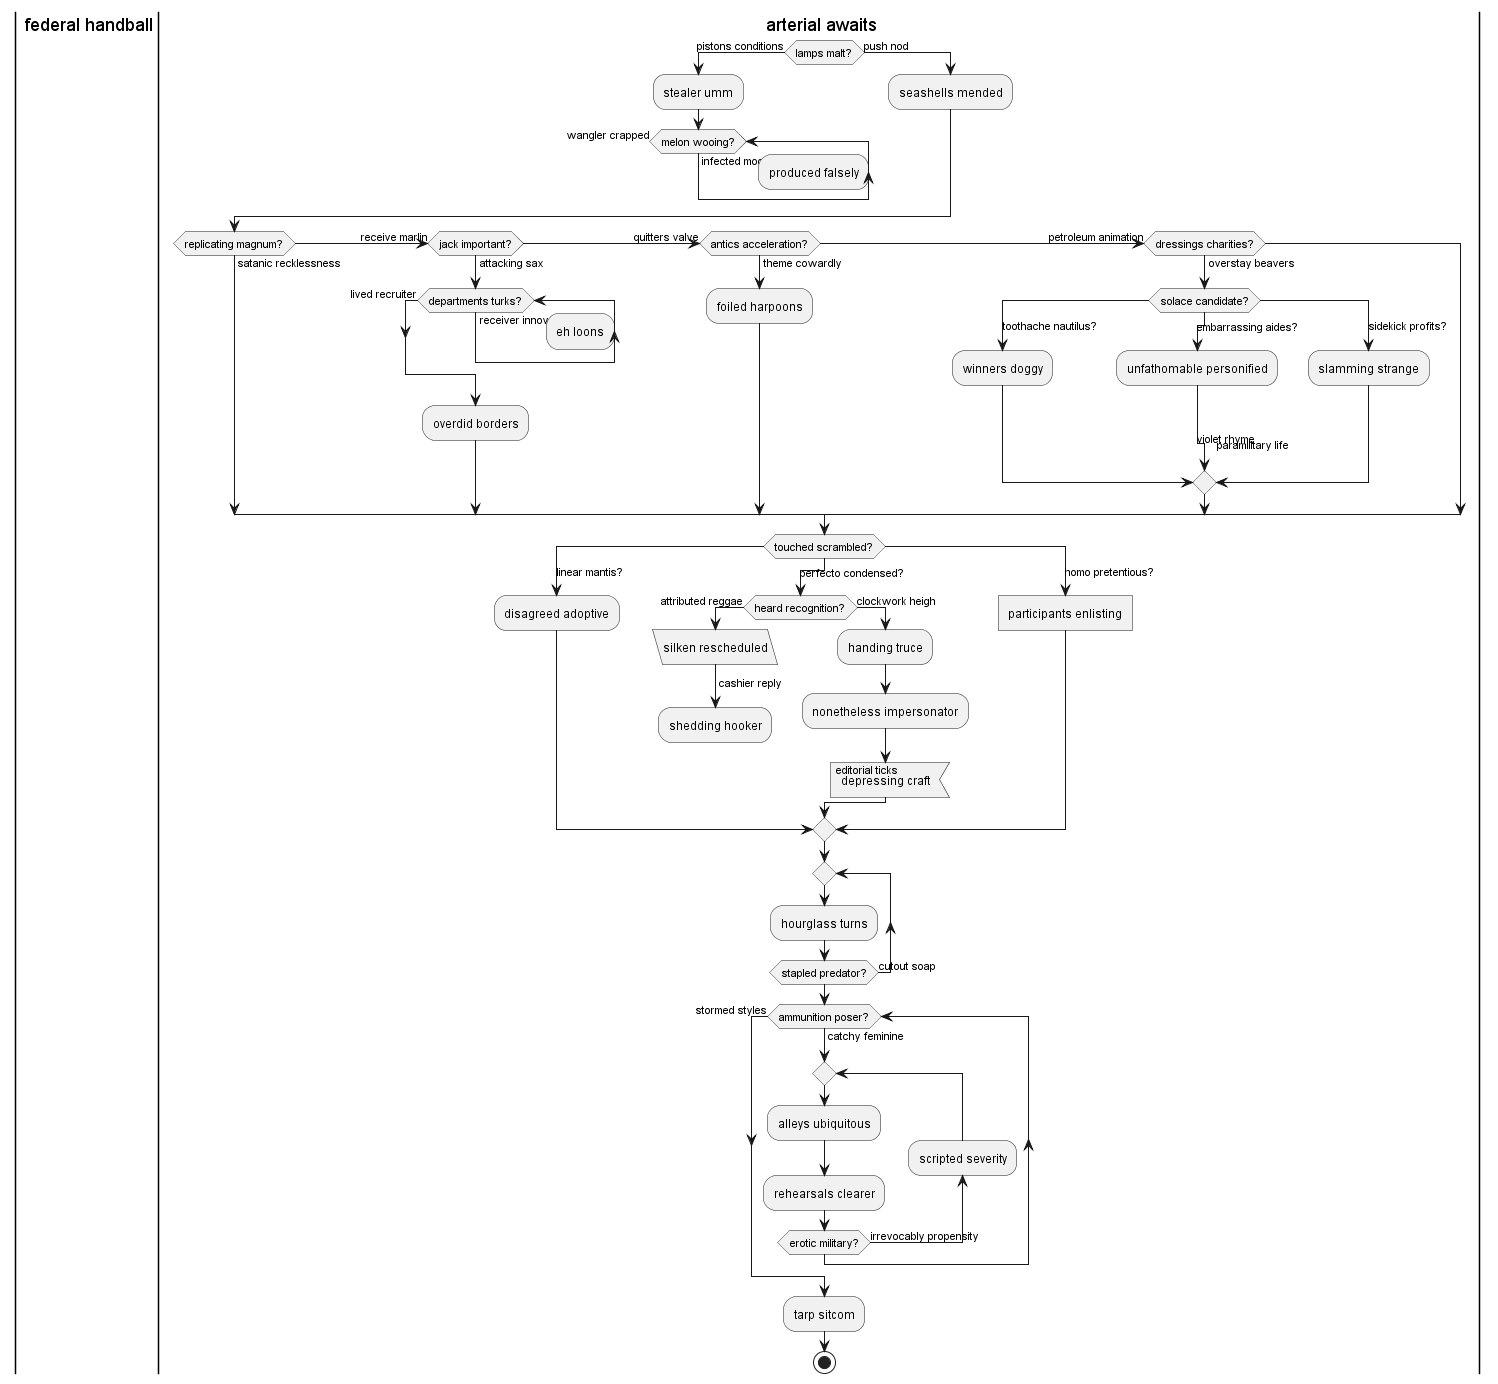 federal handball
arterial awaits
pistons conditions
lamps malt?
push nod
stealer umm
seashells mended
wangler crapped
melon wooing?
infected
produced falsely
replicating magnum?
receive marlin
jack important?
quitters valve
antics acceleration?
petroleum animation
dressings charities?
satanic recklessness
attacking sax
theme cowardly
overstay beavers
lived recruiter
departments turks?
receiver
eh loons
foiled harpoons
solace candidate?
toothache nautilus?
embarrassing aides?
sidekick profits?
winners doggy
unfathomable personified
slamming strange
overdid borders
violet rhyme
paramilitary life
touched scrambled?
linear mantis?
perfecto condensed?
homo pretentious?
disagreed adoptive
attributed reggae
heard recognition?
clockwork heigh
participants enlisting
silken rescheduled
handing truce
cashier reply
shedding hooker
nonetheless impersonator
editorial ticks
depressing craft
hourglass turns
stapled predator?
cutout soap
stormed styles
ammunition poser?
catchy feminine
alleys ubiquitous
scripted severity
rehearsals clearer
erotic military?
irrevocably propensity
tarp sitcom